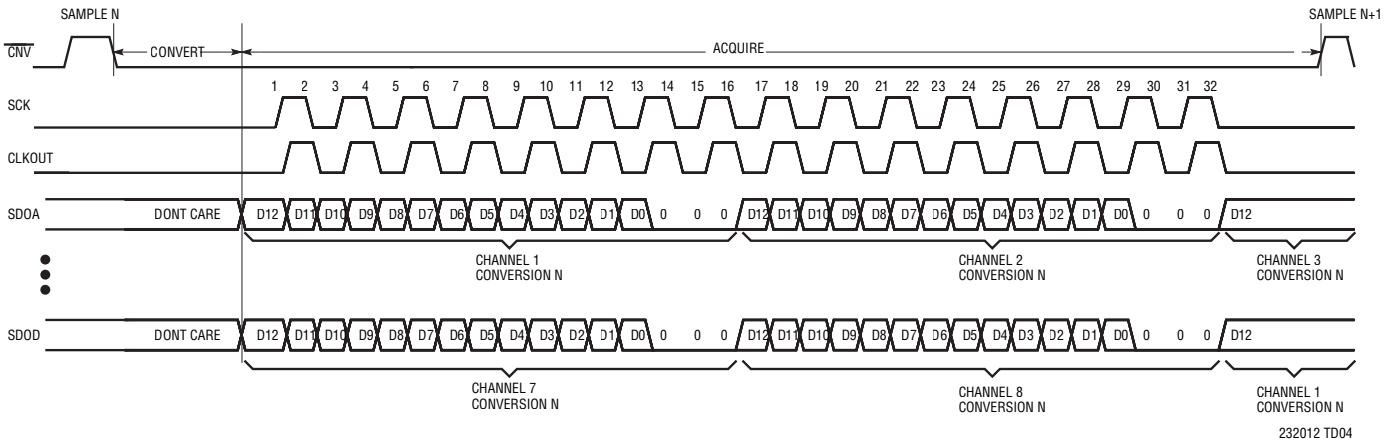 SAMPLE N
SAMPLE N+1
CNV
CONVERT
ACQUIRE
1 2 3 4 5 6 7 8 9 10 11 12 13 14 15 16 17 18 19 20 21 22 23 24 25 26 27 28 29 30 31 32
SCK
CLKOUT
SDOA DONT CARE D12 D11 D10 D9 D8 D7 D6 D5 D4 D3 D2 D1 D0 0 0 0 D12 D11 D10 D9 D8 D7 D6 D5 D4 D3 D2 D1 D0 0 0 0 D12
CHANNEL 1
CONVERSION N
CHANNEL 2
CONVERSION N
CHANNEL 3
CONVERSION N
SDOD DONT CARE D12 D11 D10 D9 D8 D7 D6 D5 D4 D3 D2 D1 D0 0 0 0 D12 D11 D10 D9 D8 D7 D6 D5 D4 D3 D2 D1 D0 0 0 0 D12
CHANNEL 7
CONVERSION N
CHANNEL 8
CONVERSION N
CHANNEL 1
CONVERSION N
232012 TD04